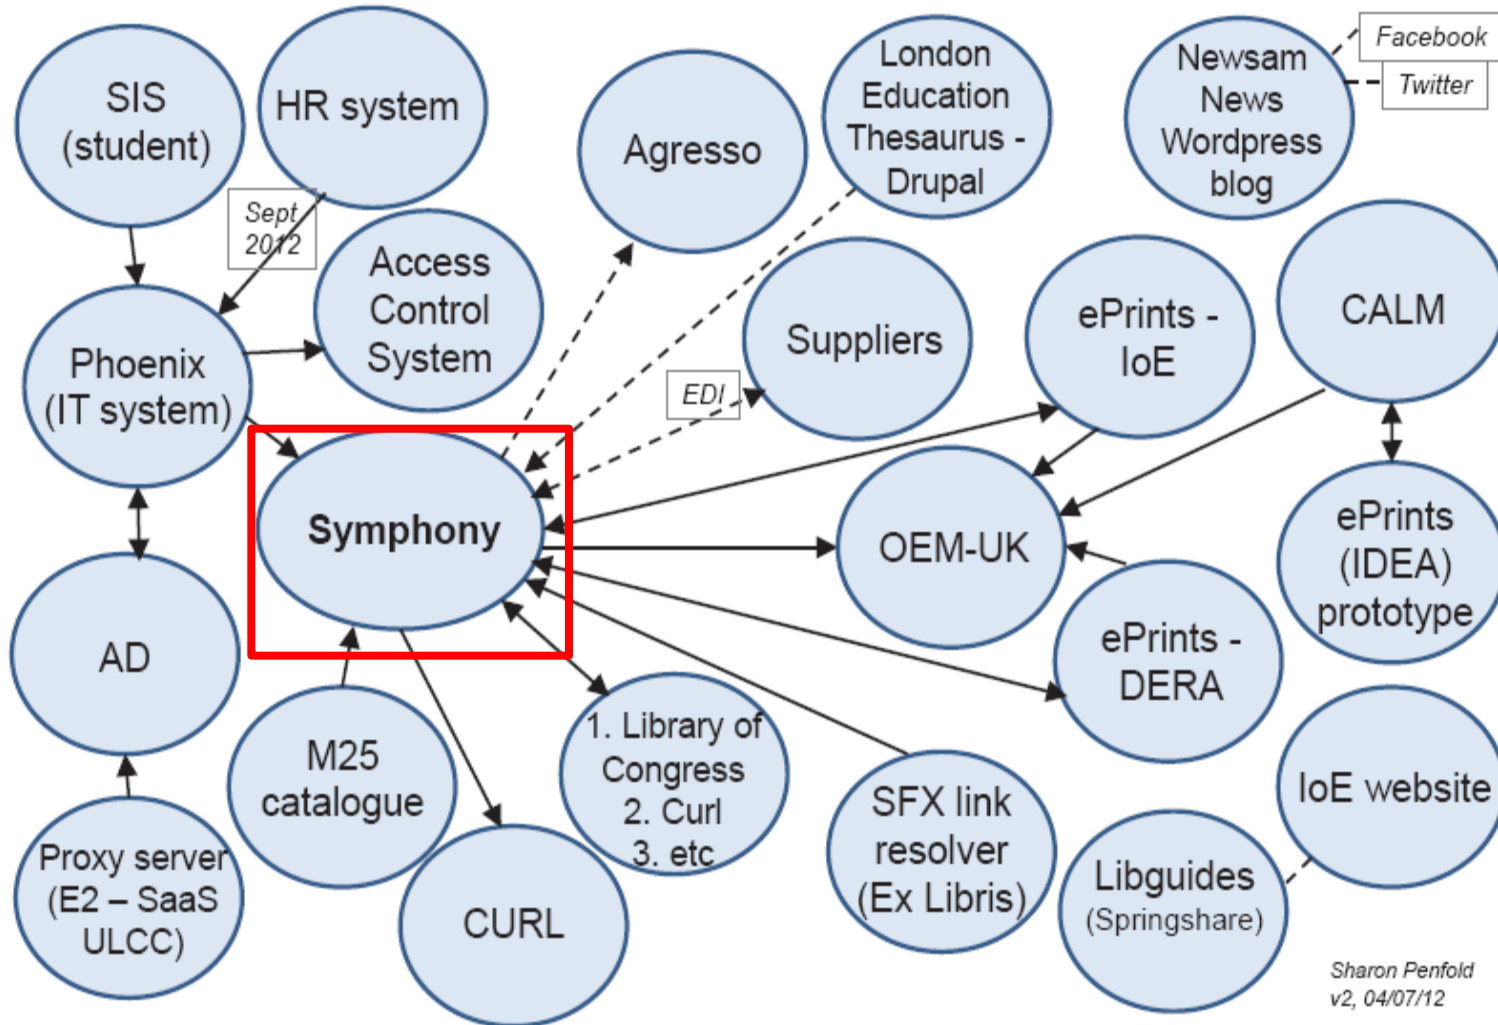 SIS
(student)
HR system
Agresso
London
Education
Thesaurus -
Drupal
Newsam
News
Wordpress
blog
Facebook
Twitter
Sept
2012
Access
Control
System
Phoenix
(IT system)
Suppliers
EDI
ePrints -
IoE
CALM
Symphony
OEM-UK
ePrints
(IDEA)
prototype
AD
ePrints -
DERA
M25
catalogue
1. Library of
Congress
2. Curl
3. etc
SFX link
resolver
(Ex Libris)
IoE website
Proxy server
(E2 – SaaS
ULCC)
CURL
Libguides
(Springshare)
Sharon Penfold
v2, 04/07/12